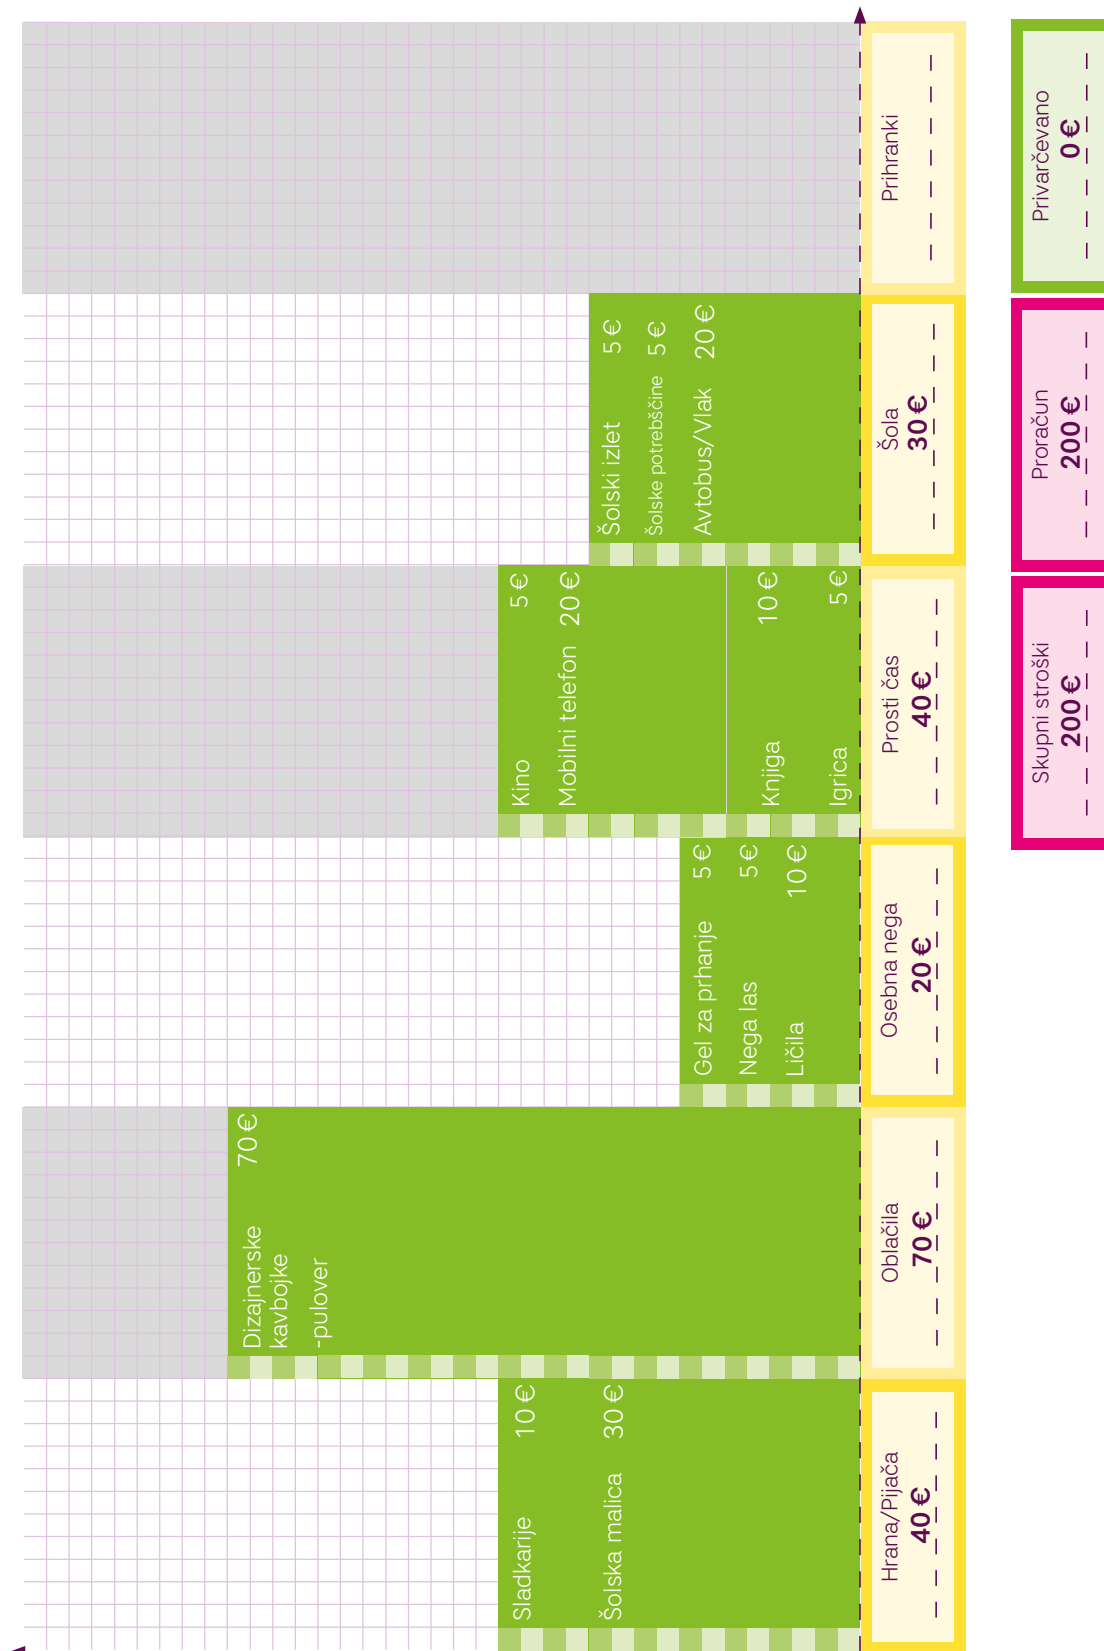 Sladkarije 10 €
Šolska malica 30 €
Hrana/Pijača
40 €
Dizajnerske 70 €
kavbojke
-pulover
Oblačila
70 €
Gel za prhanje 5 €
Nega las 5 €
Ličila 10 €
Osebna nega
20 €
Kino 5 €
Mobilni telefon 20 €
Knjiga 10 €
Igrica 5 €
Prosti čas
40 €
Šolski izlet 5 €
Šolske potrebščine 5 €
Avtobus/Vlak 20 €
Šola
30 €
Prihranki
Skupni stroški
200 €
Proračun
200 €
Privarčevano
0 €